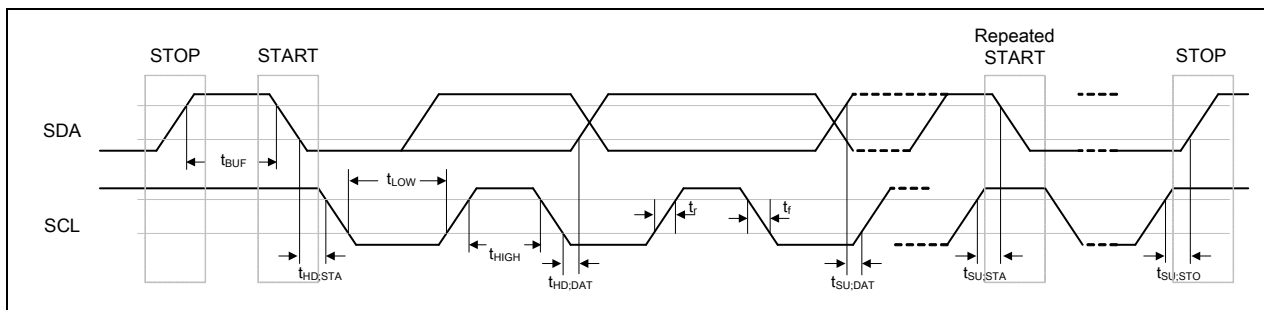 STOP START Repeated START STOP
SDA
tBUF
tLOW
SCL
tr tf
tHD;STA tHIGH tHD;DAT tSU;DAT tSU;STA tSU;STO